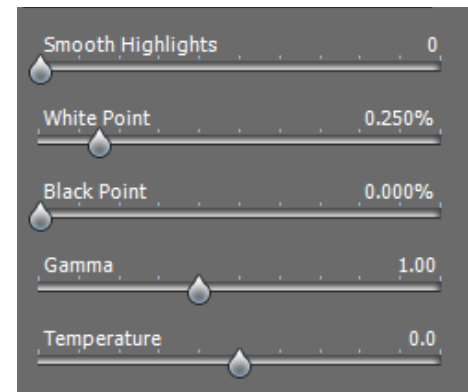 Smooth Highlights 0
White Point 0.250%
Black Point 0.000%
Gamma 1.00
Temperature 0.0